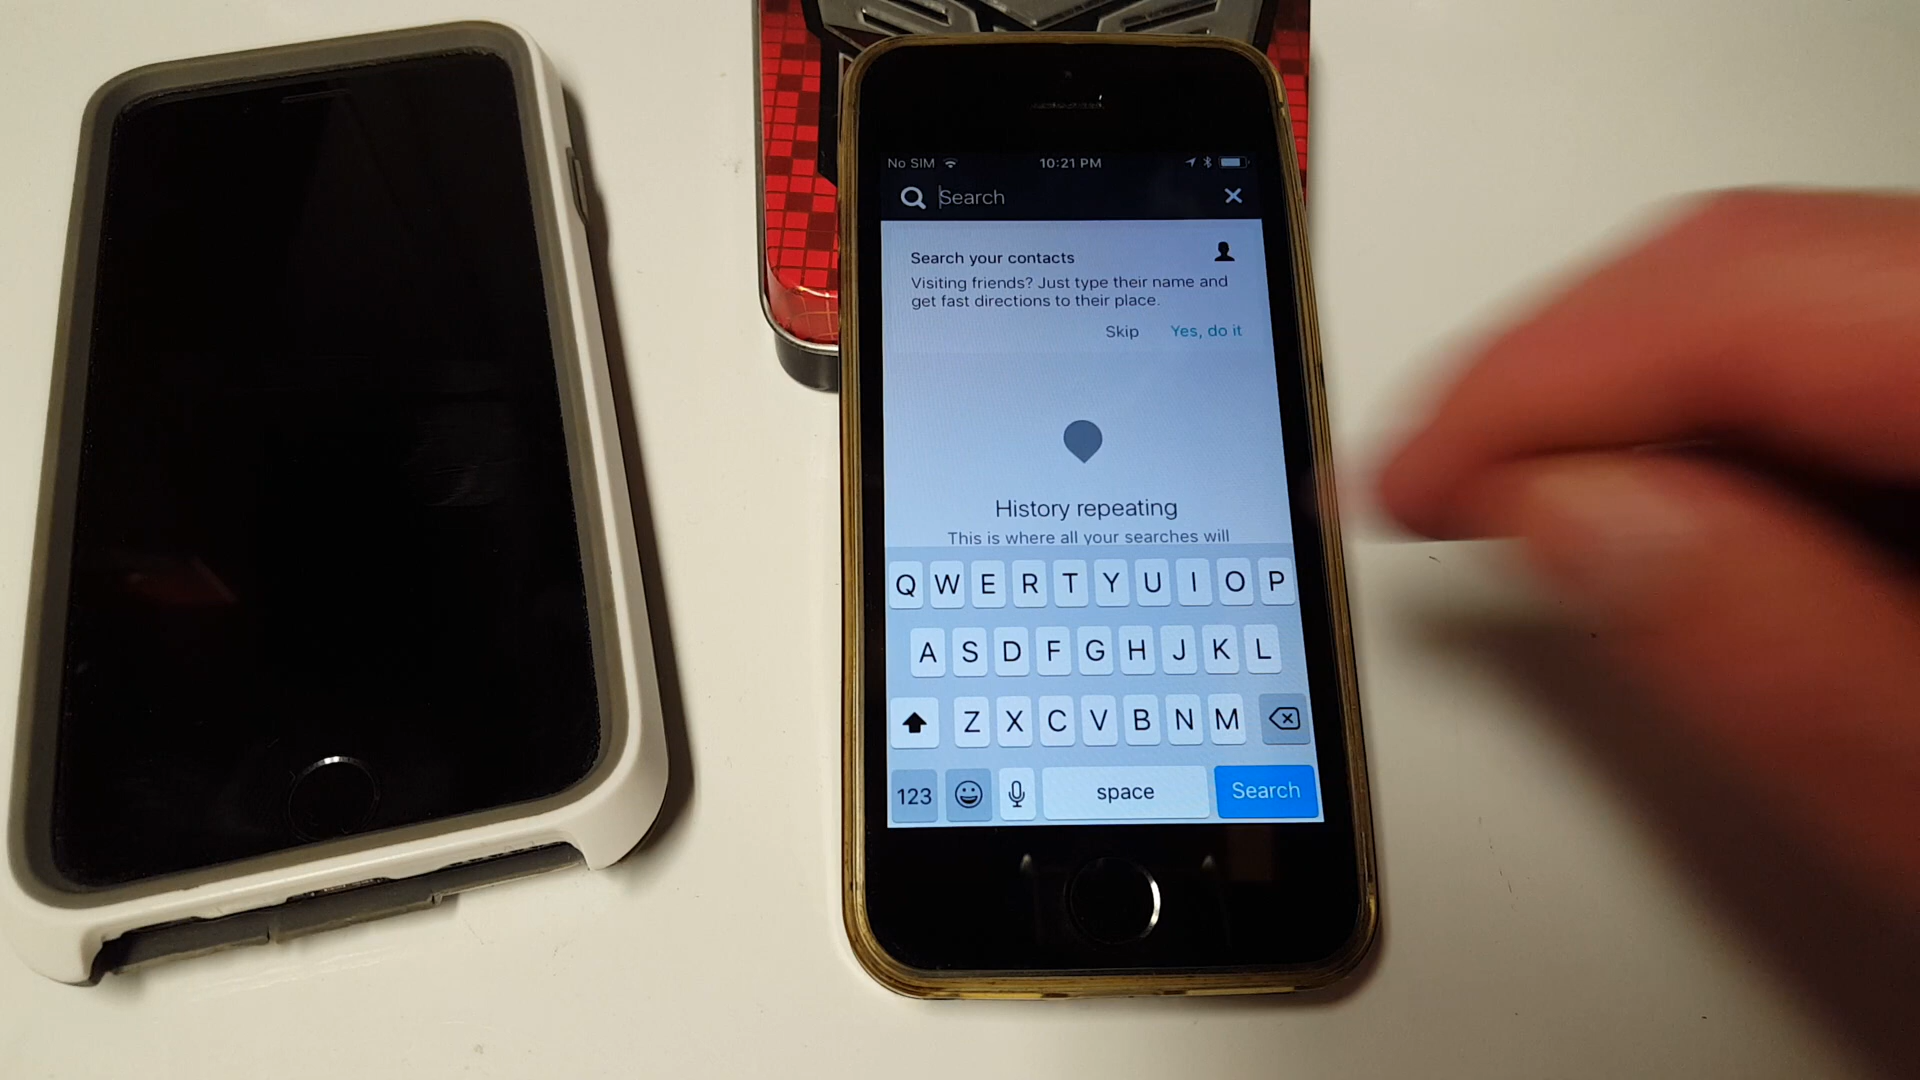 No SIM 10:21 PM
Search
Search your contacts
Visiting friends? Just type their name and
get fast directions to their place.
Skip Yes, do it
History repeating
This is where all your searches will
Q W E R T Y U I O P
A S D F G H J K L
Z X C V B N M
123 space Search